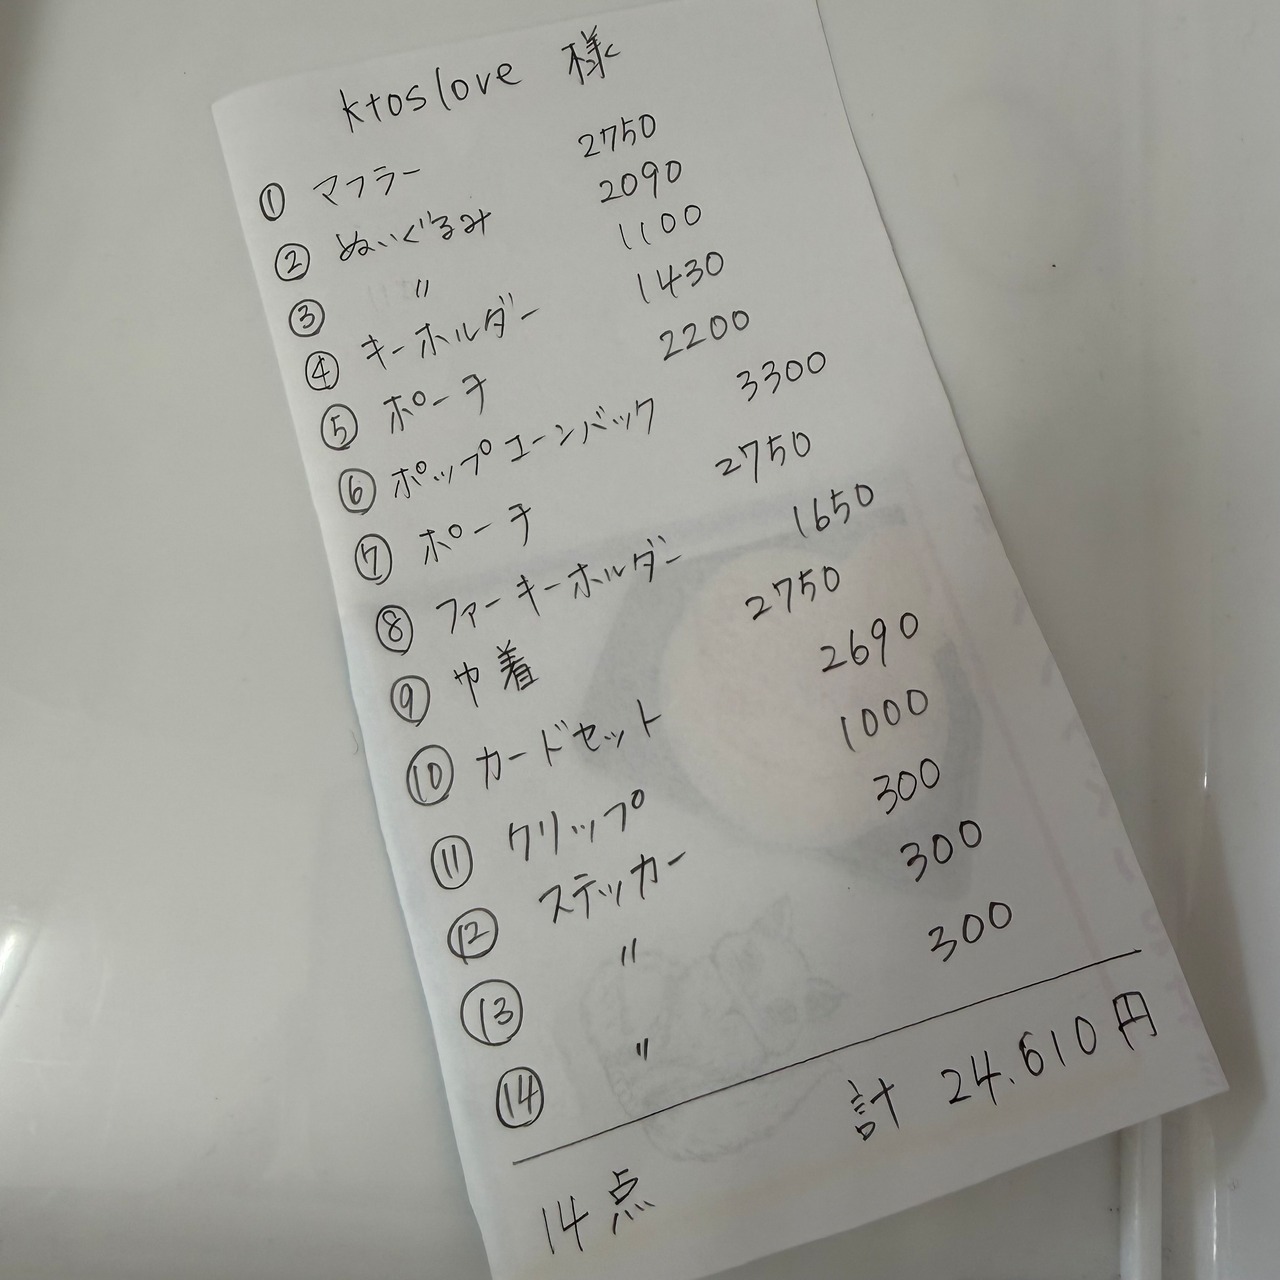 ktoslove 様
① マフラー 2750
② ぬいぐるみ 2090
③ 〃 1100
④ キーホルダー 1430
⑤ ポーチ 2200
⑥ ポップコーンバック 3300
⑦ ポーチ 2750
⑧ ファーキーホルダー 1650
⑨ 巾着 2750
⑩ カードセット 2690
⑪ クリップ 1000
⑫ ステッカー 300
⑬ 〃 300
⑭ 〃 300
14点 計 24.610円